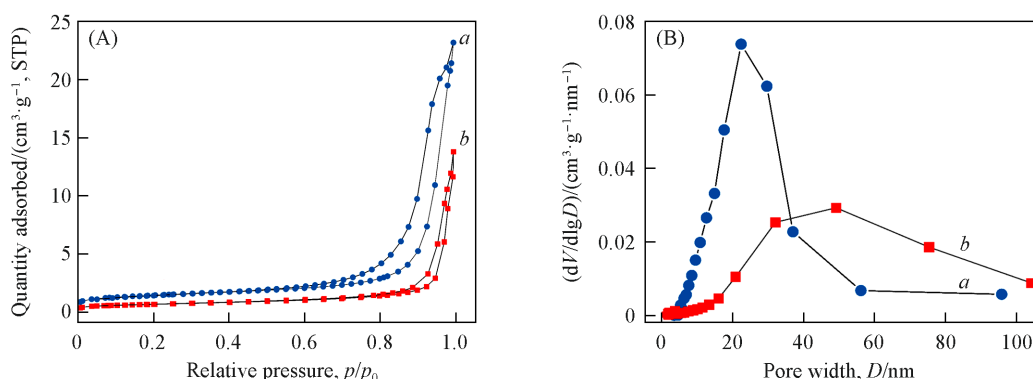 (A)
a
b
25
20
15
10
5
0
0
0.2
0.4
0.6
0.8
1.0
Quantity adsorbed/(cm³·g⁻¹, STP)
Relative pressure, p/p₀
(B)
b
a
0.08
0.06
0.04
0.02
0
0
20
40
60
80
100
(dV/dlgD)/(cm³·g⁻¹·nm⁻¹)
Pore width, D/nm